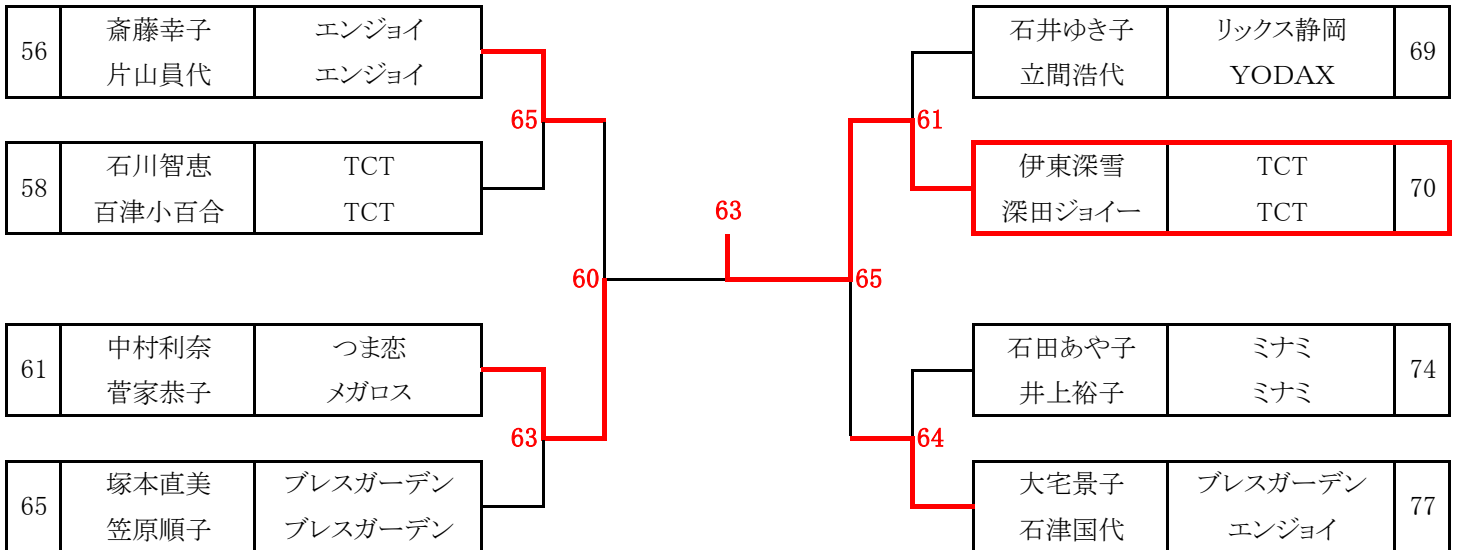 56 斎藤幸子 エンジョイ
片山員代 エンジョイ
65
58 石川智恵 TCT
百津小百合 TCT
60
61 中村利奈 つま恋
菅家恭子 メガロス
63
65 塚本直美 ブレスガーデン
笠原順子 ブレスガーデン
63
石井ゆき子 リックス静岡 69
立間浩代 YODAX
61
伊東深雪 TCT 70
深田ジョイー TCT
65
石田あや子 ミナミ 74
井上裕子 ミナミ
64
大宅景子 ブレスガーデン 77
石津国代 エンジョイ